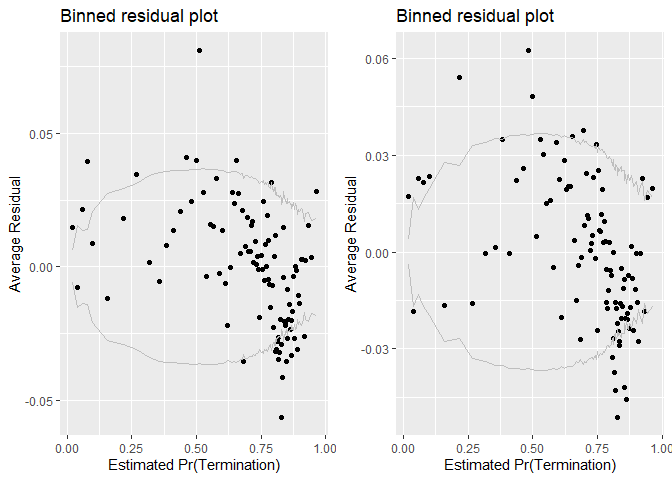 Binned residual plot
0.05
0.00
-0.05
Average Residual
0.00
0.25
0.50
0.75
1.00
Estimated Pr(Termination)
Binned residual plot
0.06
0.03
0.00
-0.03
Average Residual
0.00
0.25
0.50
0.75
1.00
Estimated Pr(Termination)